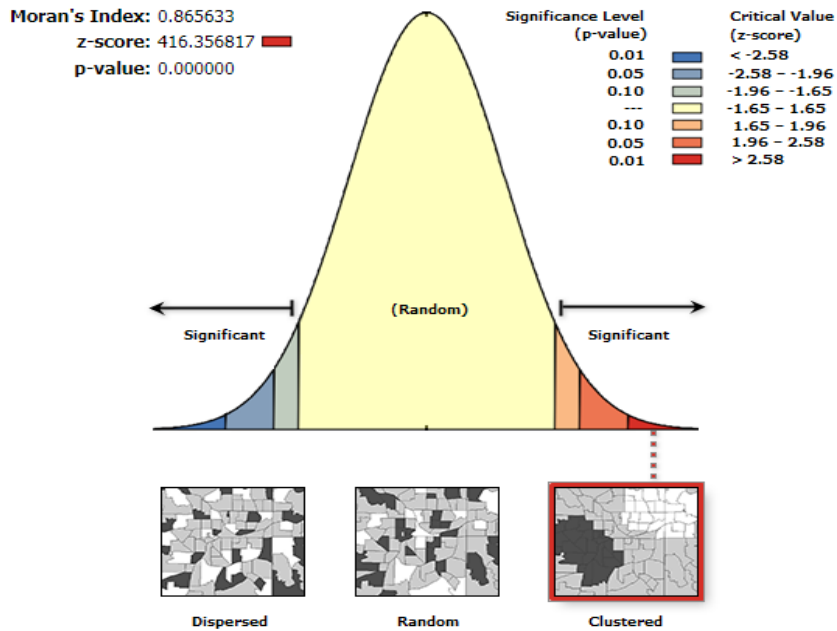 Moran's Index: 0.865633
z-score: 416.356817
p-value: 0.000000
Significance Level
(p-value)
Critical Value
(z-score)
0.01 < -2.58
0.05 -2.58 – -1.96
0.10 -1.96 – -1.65
--- -1.65 – 1.65
0.10 1.65 – 1.96
0.05 1.96 – 2.58
0.01 > 2.58
(Random)
Significant
Significant
Dispersed
Random
Clustered